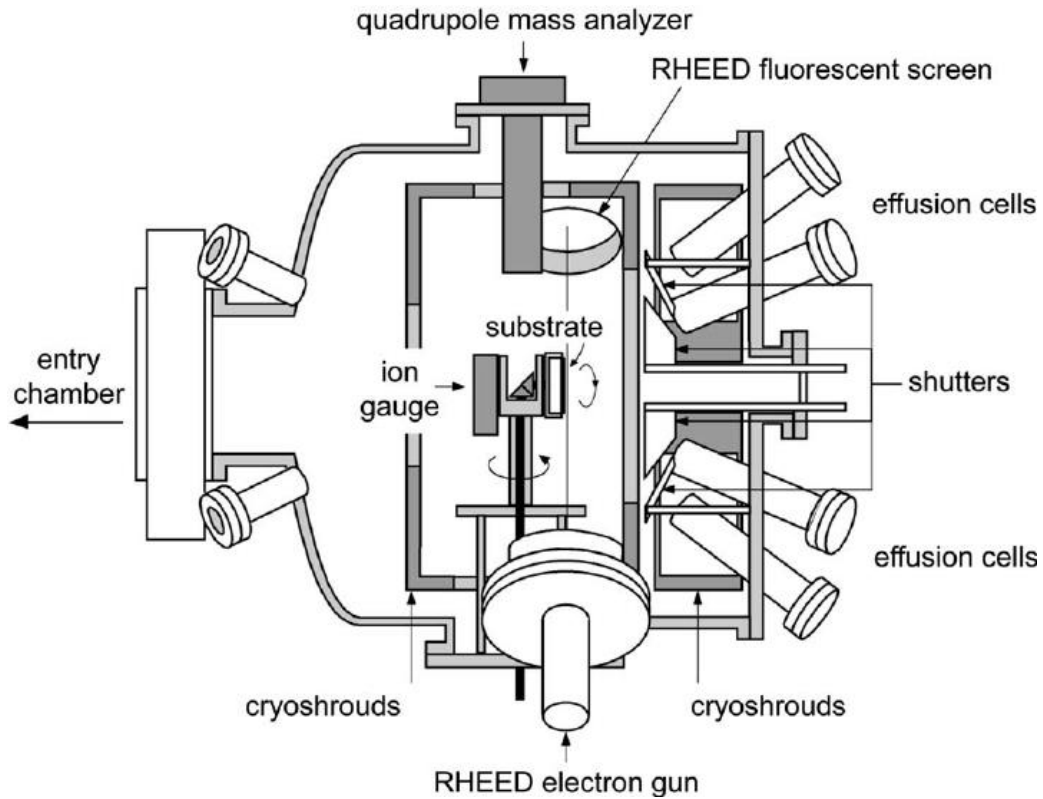 quadrupole mass analyzer
RHEED fluorescent screen
effusion cells
substrate
entry
chamber
ion
gauge
shutters
effusion cells
cryoshrouds
cryoshrouds
RHEED electron gun